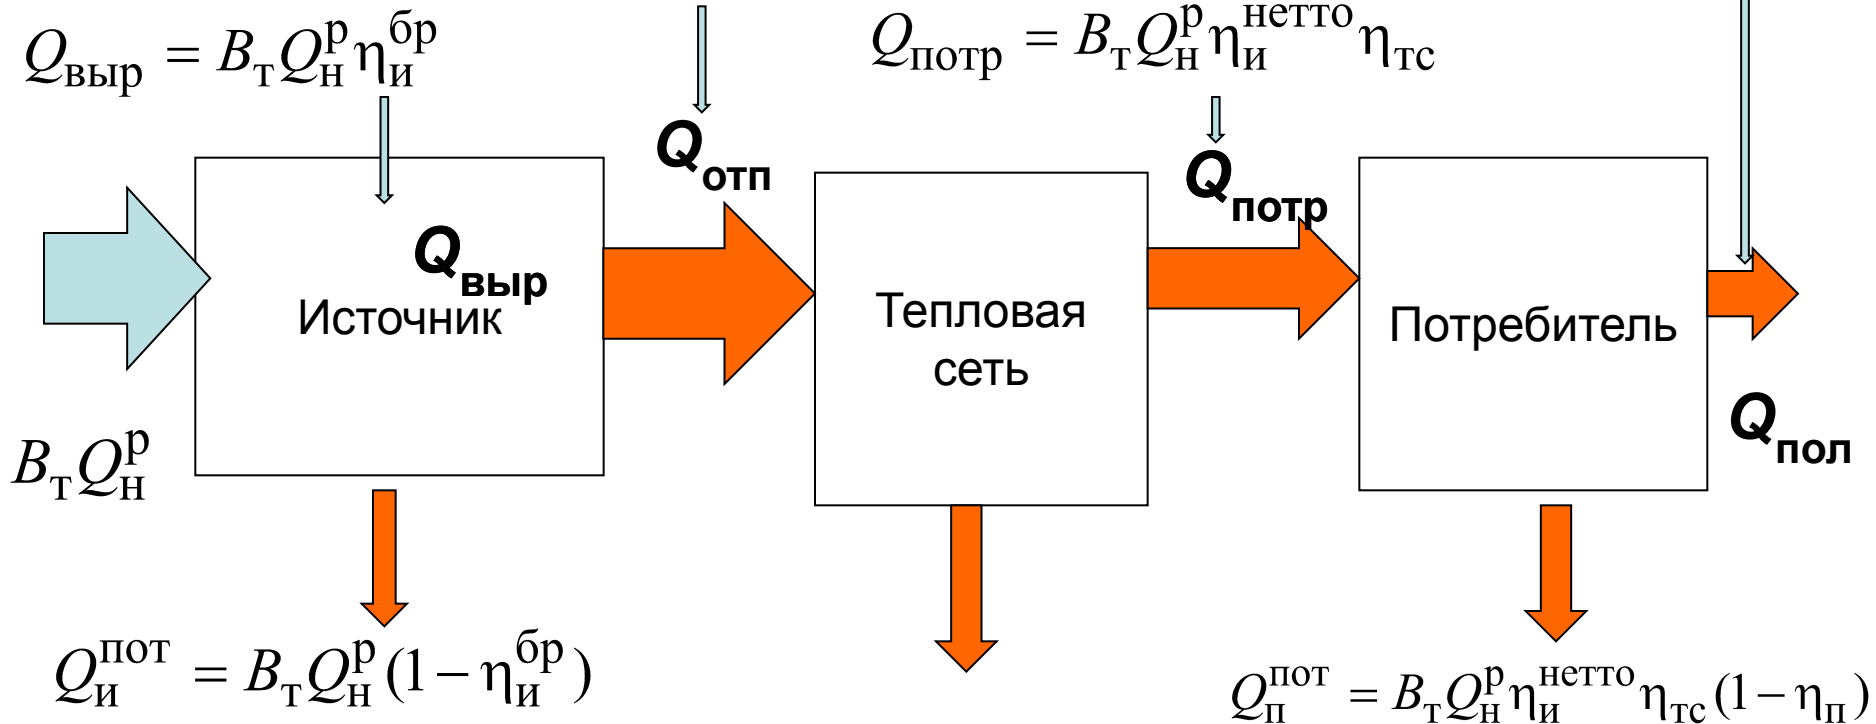 Q_выр = B_т Q_н^р η_и^бр
Q_потр = B_т Q_н^р η_и^нетто η_тс
Q_отп
Q_потр
Q_выр
Источник
Тепловая
сеть
Потребитель
Q_пол
B_т Q_н^р
Q_и^пот = B_т Q_н^р (1 − η_и^бр)
Q_п^пот = B_т Q_н^р η_и^нетто η_тс (1 − η_п)